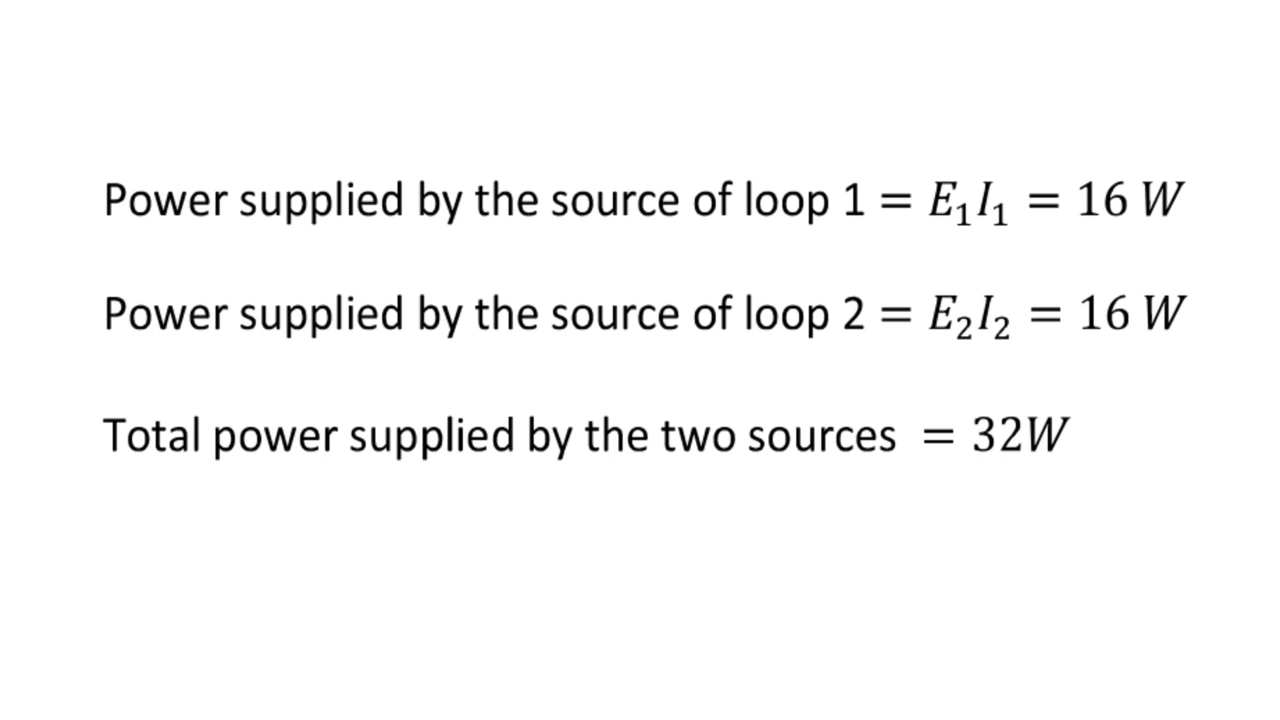 Power supplied by the source of loop 1 = E₁I₁ = 16 W
Power supplied by the source of loop 2 = E₂I₂ = 16 W
Total power supplied by the two sources = 32W